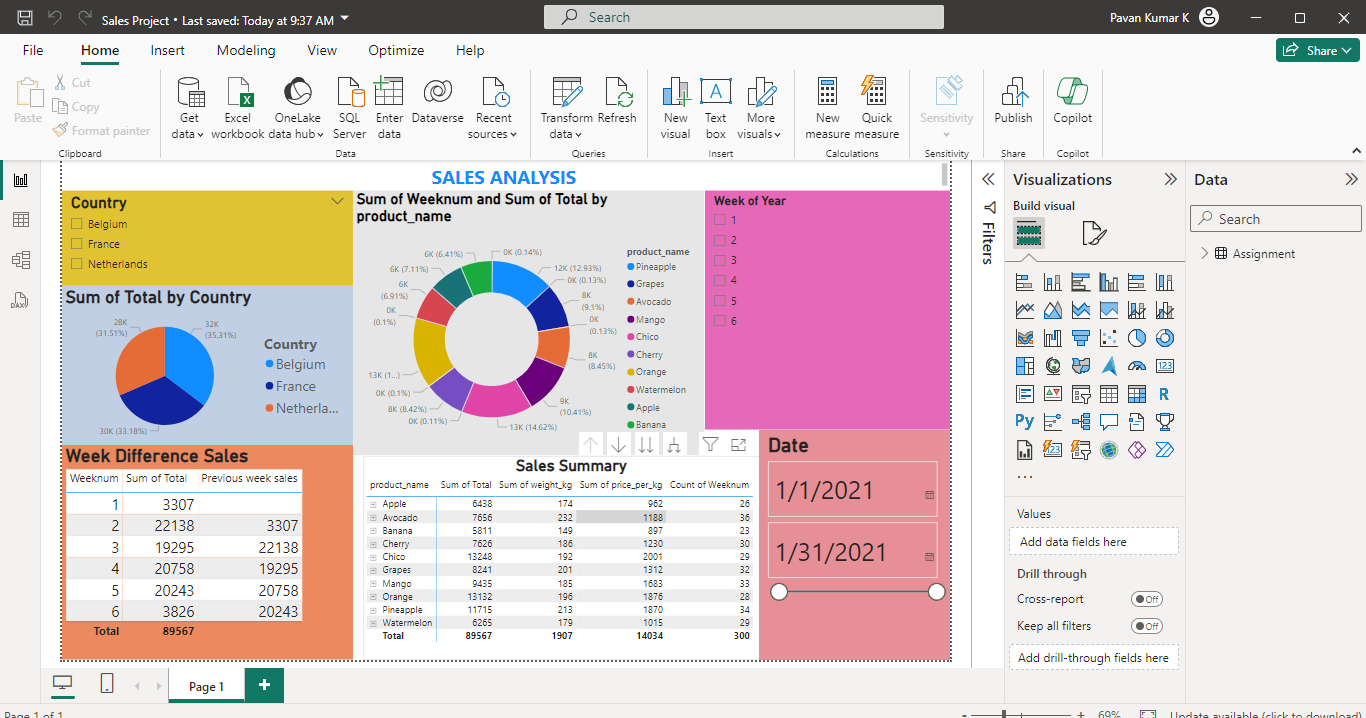 Sales Project • Last saved: Today at 9:37 AM
Search
Pavan Kumar K
File Home Insert Modeling View Optimize Help
Share
Paste
Cut
Copy
Format painter
Clipboard
Get data
Excel workbook
OneLake data hub
SQL Server
Enter data
Dataverse
Recent sources
Data
Transform data
Refresh
Queries
New visual
Text box
More visuals
Insert
New measure
Quick measure
Calculations
Sensitivity
Sensitivity
Publish
Share
Copilot
Copilot
SALES ANALYSIS
Country
Belgium
France
Netherlands
Sum of Total by Country
28K
(31.51%)
32K
(35.31%)
30K (33.18%)
Country
Belgium
France
Netherla...
Sum of Weeknum and Sum of Total by
product_name
6K (6.41%)
0K (0.14%)
6K (7.11%)
12K (12.93%)
6K
(6.91%)
0K (0.13%)
8K
(9.1%)
0K
(0.1%)
0K
(0.13%)
8K
(8.45%)
13K (1...)
0K (0.1%)
8K (8.42%)
9K
(10.41%)
0K (0.11%)
13K (14.62%)
product_name
Pineapple
Grapes
Avocado
Mango
Chico
Cherry
Orange
Watermelon
Apple
Banana
Week of Year
1
2
3
4
5
6
Week Difference Sales
Weeknum Sum of Total Previous week sales
1 3307
2 22138 3307
3 19295 22138
4 20758 19295
5 20243 20758
6 3826 20243
Total 89567
Sales Summary
product_name Sum of Total Sum of weight_kg Sum of price_per_kg Count of Weeknum
Apple 6438 174 962 26
Avocado 7656 232 1188 36
Banana 5811 149 897 23
Cherry 7626 186 1230 30
Chico 13248 192 2001 29
Grapes 8241 201 1312 32
Mango 9435 185 1683 33
Orange 13132 196 1876 28
Pineapple 11715 213 1870 34
Watermelon 6265 179 1015 29
Total 89567 1907 14034 300
Date
1/1/2021
1/31/2021
Filters
Visualizations
Build visual
123
R
Py
...
Values
Add data fields here
Drill through
Cross-report Off
Keep all filters Off
Add drill-through fields here
Data
Search
Assignment
DAX
Page 1 +
Page 1 of 1
- + 69%
Update available (click to download)